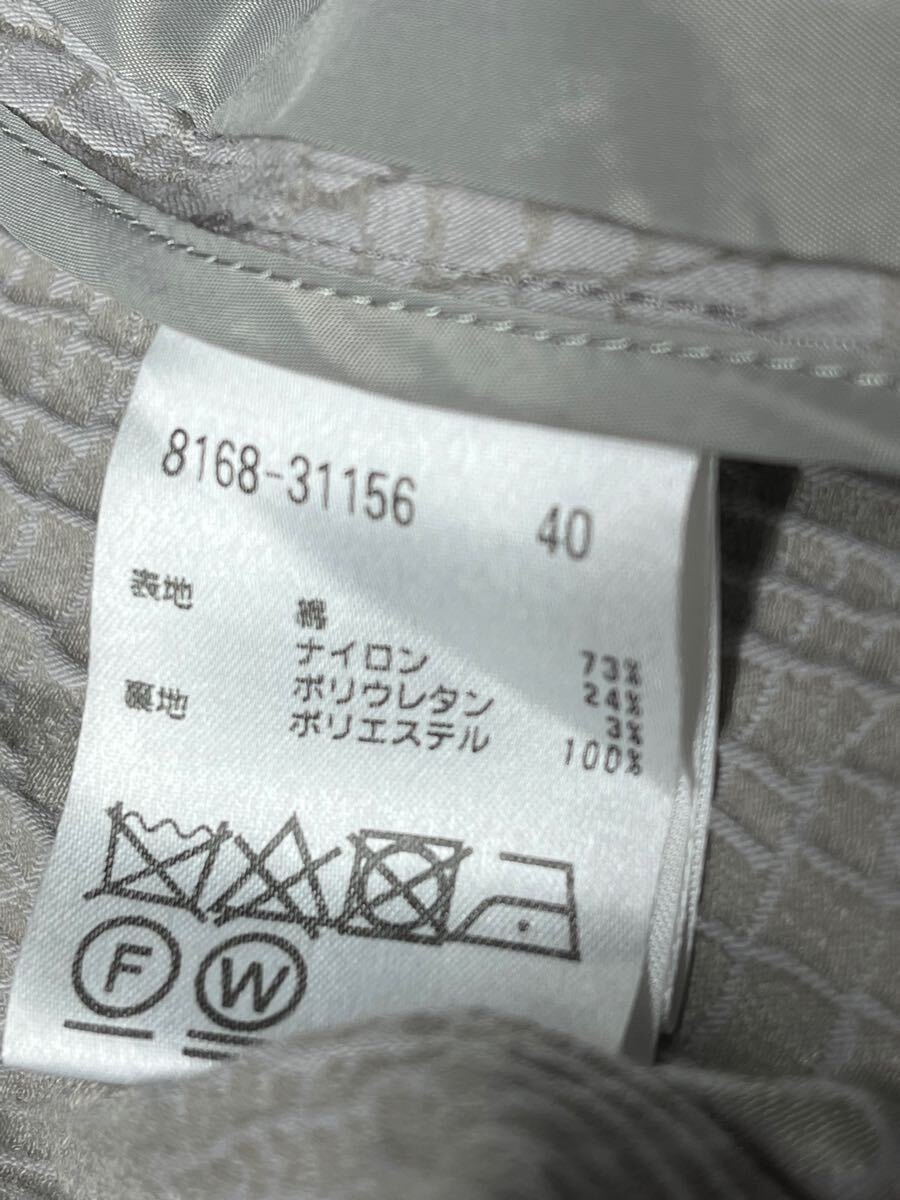 8168-31156 40
表地 綿 73%
ナイロン 24%
ポリウレタン 3%
裏地 ポリエステル 100%
F W